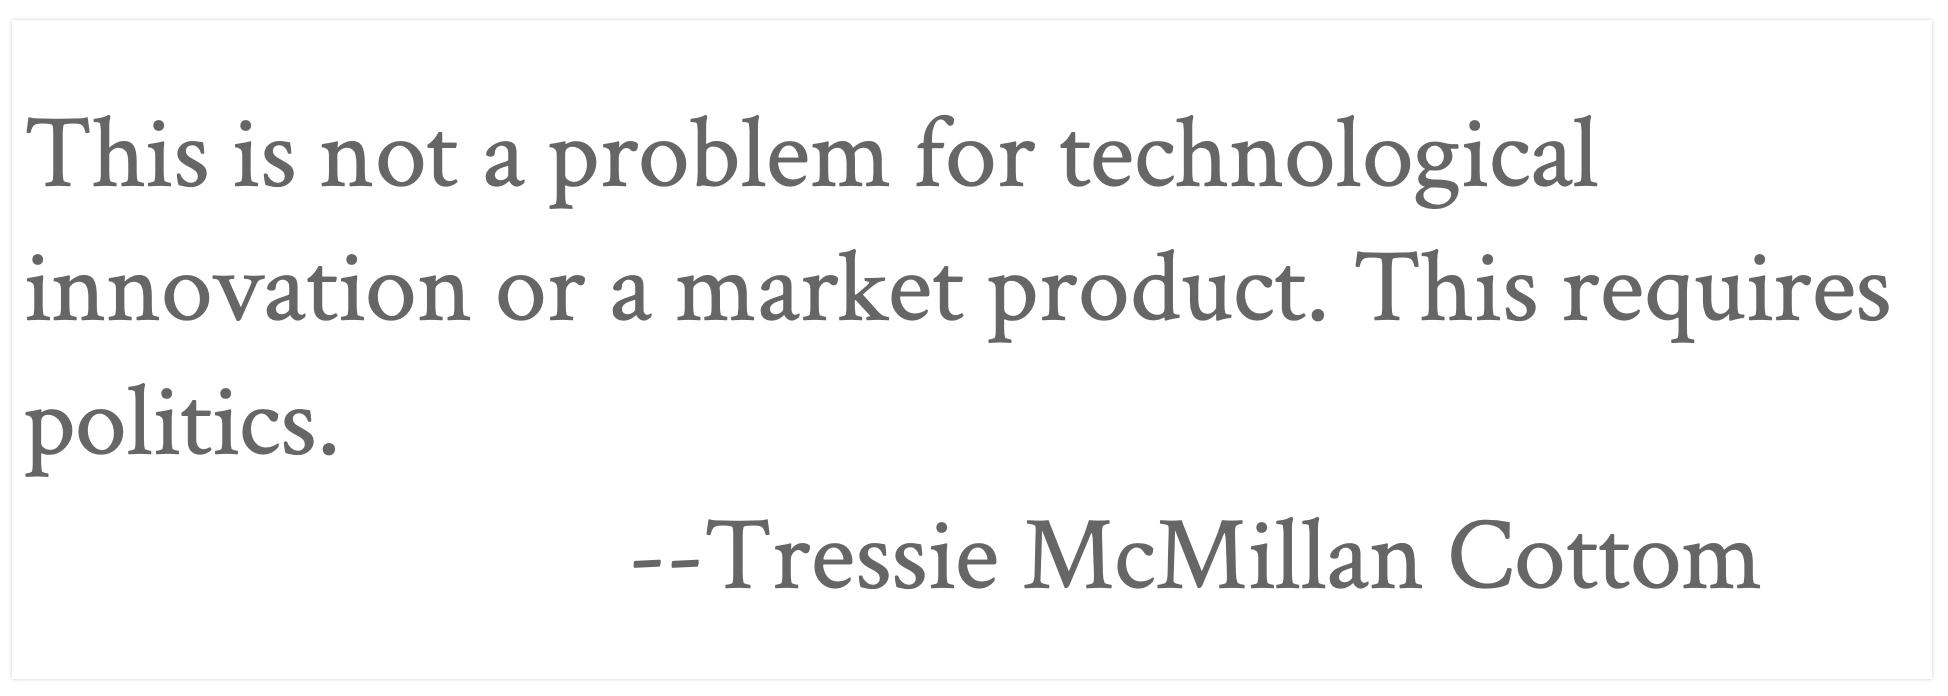 This is not a problem for technological
innovation or a market product. This requires
politics.
--Tressie McMillan Cottom